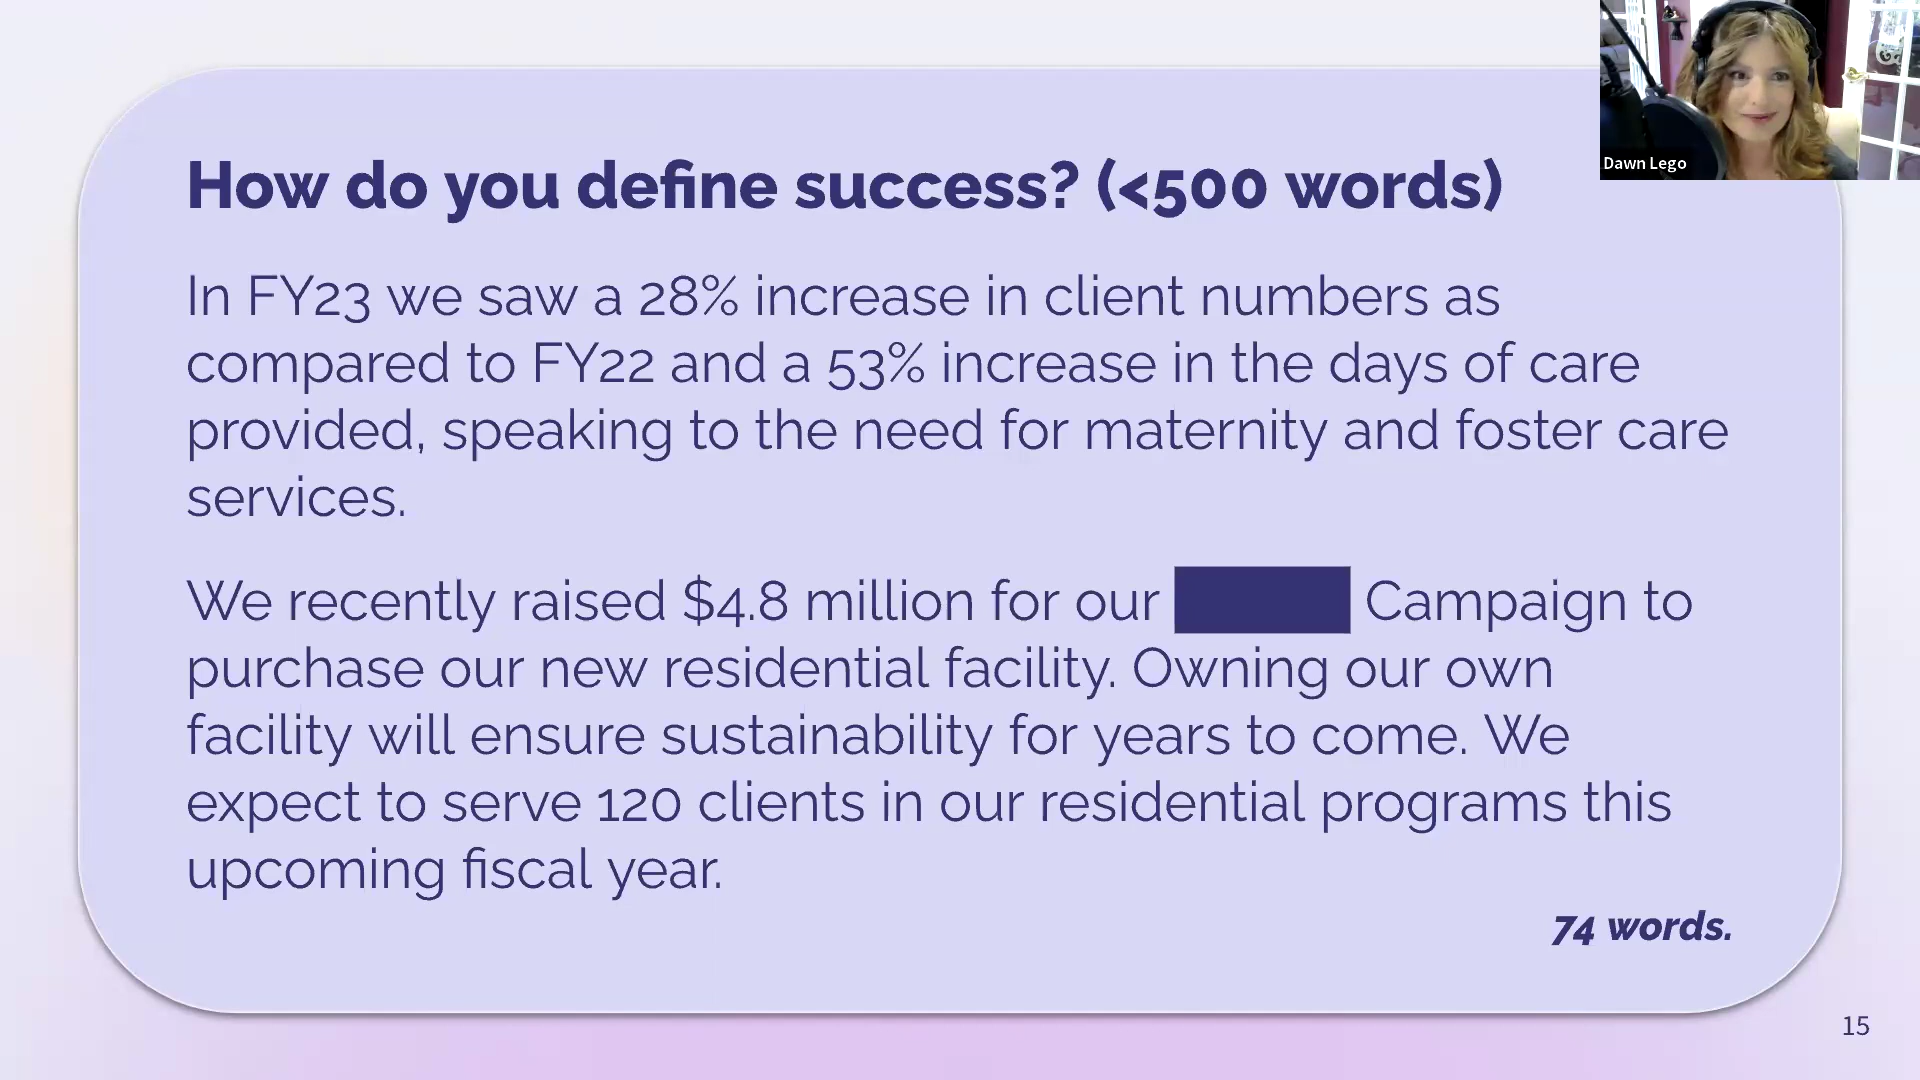 Dawn Lego
How do you define success? (<500 words)
In FY23 we saw a 28% increase in client numbers as
compared to FY22 and a 53% increase in the days of care
provided, speaking to the need for maternity and foster care
services.
We recently raised $4.8 million for our Campaign to
purchase our new residential facility. Owning our own
facility will ensure sustainability for years to come. We
expect to serve 120 clients in our residential programs this
upcoming fiscal year.
74 words.
15